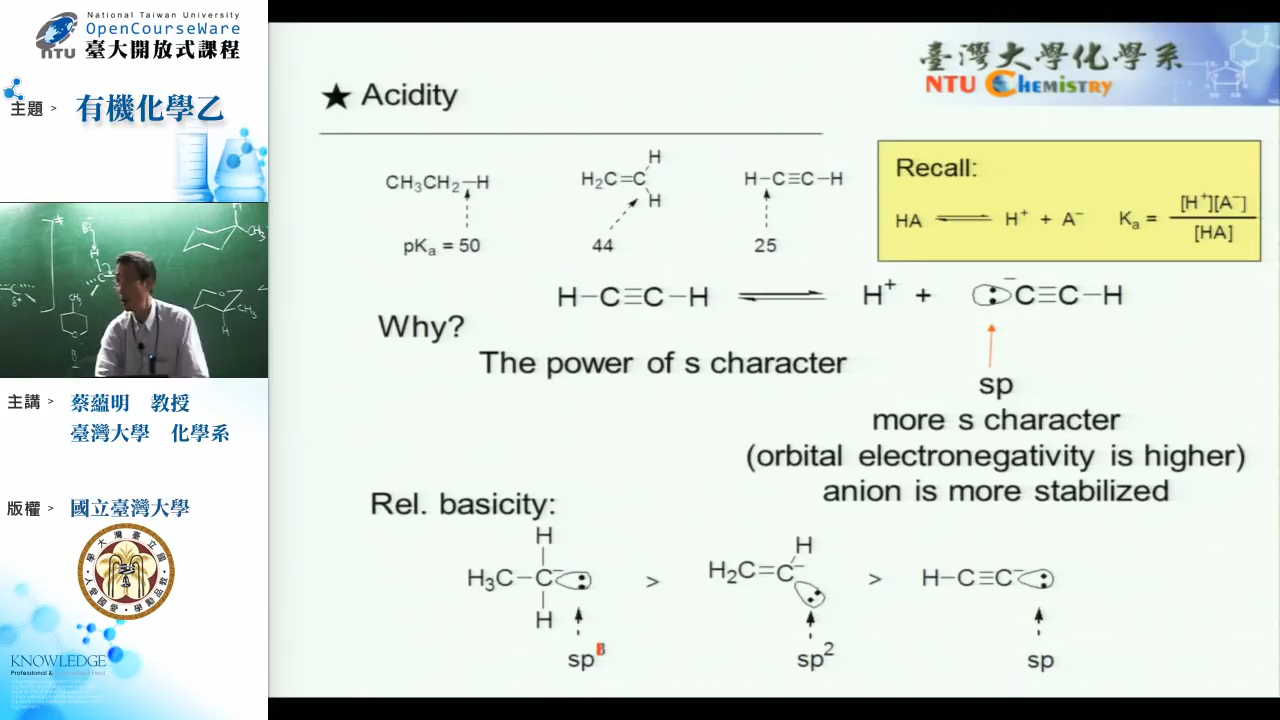 National Taiwan University
OpenCourseWare
NTU 臺大開放式課程
主題 > 有機化學乙
主講 > 蔡蘊明 教授
臺灣大學 化學系
版權 > 國立臺灣大學
KNOWLEDGE
臺灣大學化學系
NTU CHEMISTRY
★ Acidity
CH₃CH₂–H
H₂C=C
H
H
H–C≡C–H
pKₐ = 50
44
25
Recall:
HA ⇌ H⁺ + A⁻ Kₐ = [H⁺][A⁻] / [HA]
H–C≡C–H ⇌ H⁺ + :C≡C–H
Why?
The power of s character
sp
more s character
(orbital electronegativity is higher)
anion is more stabilized
Rel. basicity:
H
H₃C–C⁻:
H
>
H
H₂C=C⁻:
>
H–C≡C⁻:
sp
sp²
sp